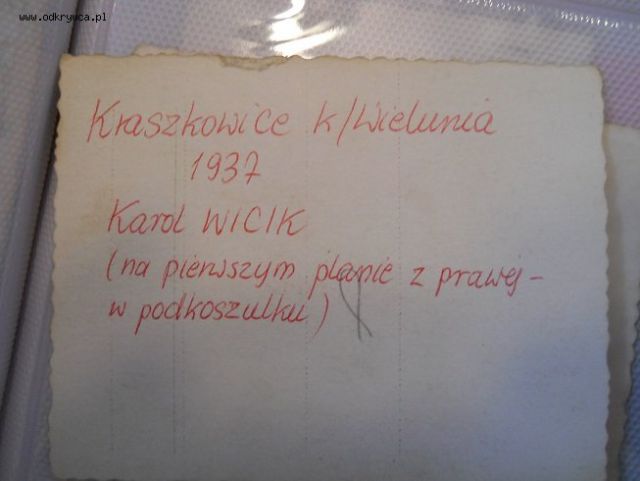 www.odkrywca.pl
Kraszkowice k/Wielunia
1937
Karol WICIK
(na pierwszym planie z prawej -
w podkoszulku)